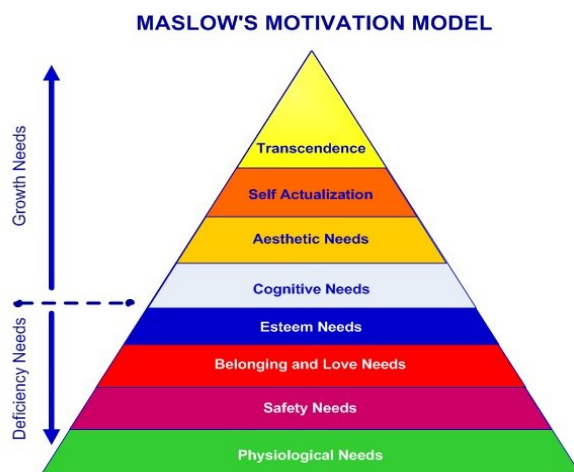 MASLOW'S MOTIVATION MODEL
Growth Needs
Deficiency Needs
Transcendence
Self Actualization
Aesthetic Needs
Cognitive Needs
Esteem Needs
Belonging and Love Needs
Safety Needs
Physiological Needs